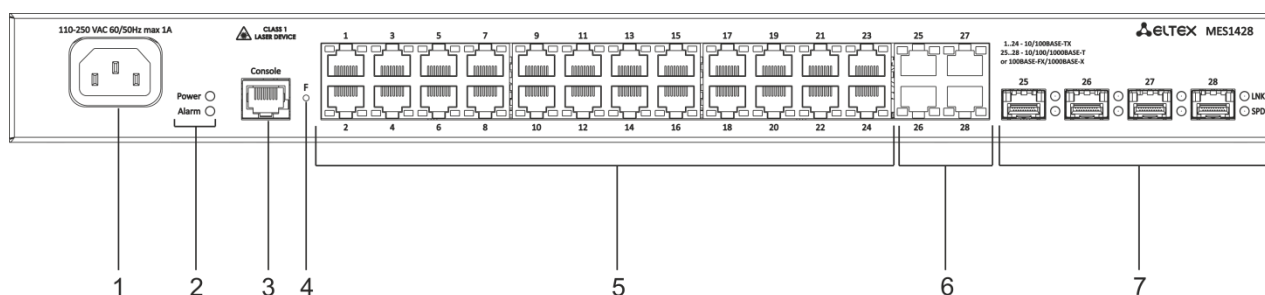 110-250 VAC 60/50Hz max 1A
CLASS 1
LASER DEVICE
ELTEX MES1428
1..24 - 10/100BASE-TX
25..28 - 10/100/1000BASE-T
or 100BASE-FX/1000BASE-X
Power
Alarm
Console
F
1 3 5 7 9 11 13 15 17 19 21 23 25 27
2 4 6 8 10 12 14 16 18 20 22 24 26 28
25 26 27 28
LNK
SPD
1 2 3 4 5 6 7